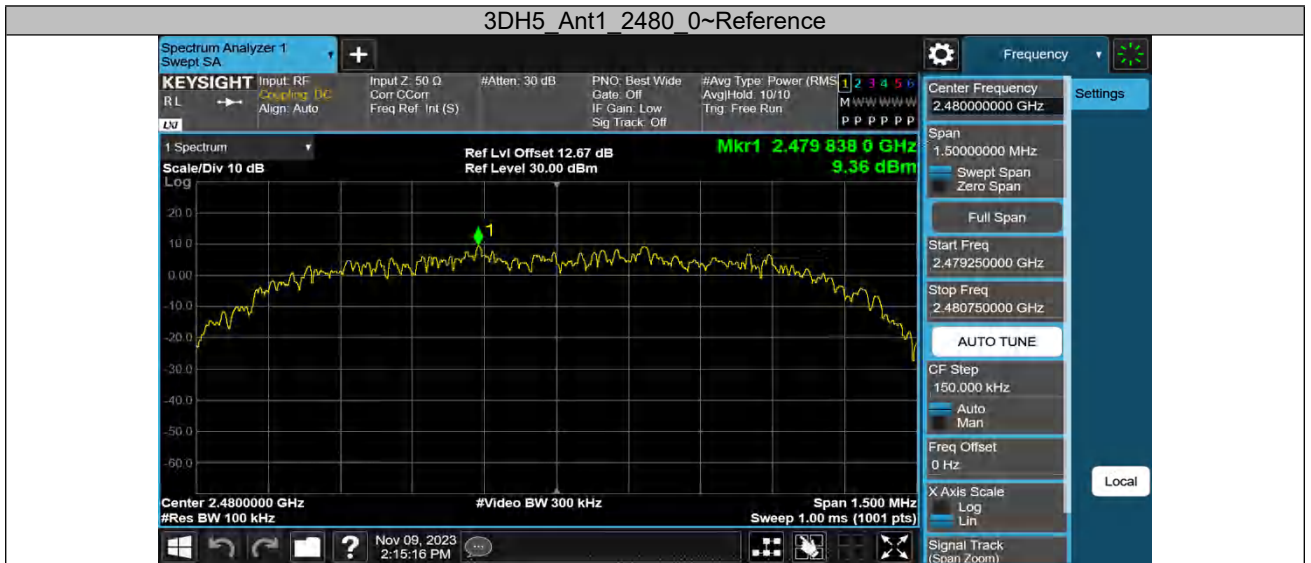 3DH5_Ant1_2480_0~Reference
Spectrum Analyzer 1
Swept SA
+
Frequency
KEYSIGHT
RL
LXI
Input: RF
Coupling: DC
Align: Auto
Input Z: 50 Ω
Corr CCorr
Freq Ref: Int (S)
#Atten: 30 dB
PNO: Best Wide
Gate: Off
IF Gain: Low
Sig Track: Off
#Avg Type: Power (RMS
Avg|Hold: 10/10
Trig: Free Run
1 2 3 4 5 6
M W W W W W
P P P P P P
1 Spectrum
Scale/Div 10 dB
Ref Lvl Offset 12.67 dB
Ref Level 30.00 dBm
Mkr1 2.479 838 0 GHz
9.36 dBm
Log
20.0
10.0
0.00
-10.0
-20.0
-30.0
-40.0
-50.0
-60.0
1
Center 2.4800000 GHz
#Res BW 100 kHz
#Video BW 300 kHz
Span 1.500 MHz
Sweep 1.00 ms (1001 pts)
Center Frequency
2.480000000 GHz
Settings
Span
1.50000000 MHz
Swept Span
Zero Span
Full Span
Start Freq
2.479250000 GHz
Stop Freq
2.480750000 GHz
AUTO TUNE
CF Step
150.000 kHz
Auto
Man
Freq Offset
0 Hz
X Axis Scale
Log
Lin
Local
Signal Track
(Span Zoom)
?
Nov 09, 2023
2:15:16 PM